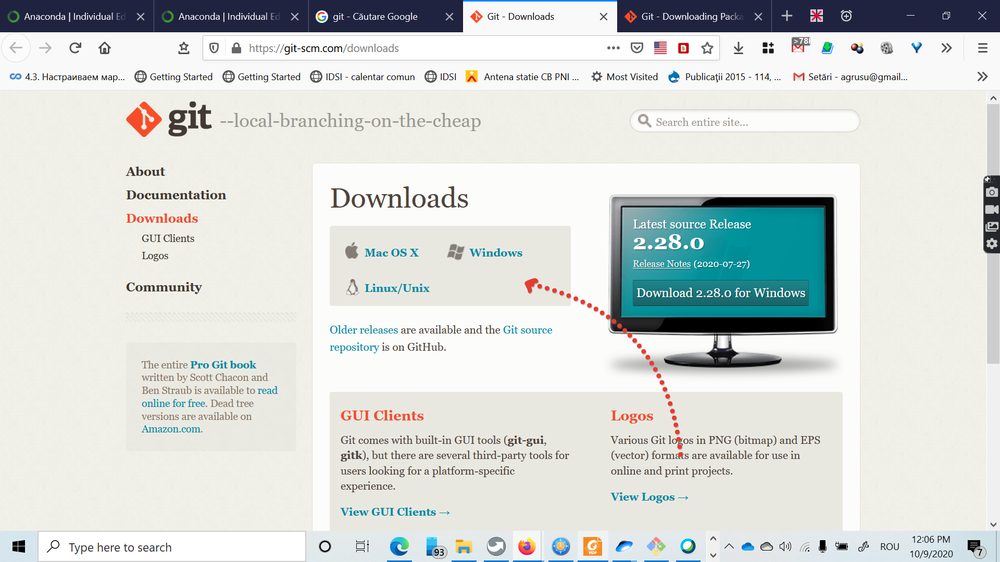 Anaconda | Individual Ed
Anaconda | Individual Ed
git - Căutare Google
Git - Downloads
Git - Downloading Packa
https://git-scm.com/downloads
>78
4.3. Настраиваем мар...
Getting Started
Getting Started
IDSI - calentar comun
IDSI
Antena statie CB PNI ...
Most Visited
Publicații 2015 - 114, ...
Setări - agrusu@gmail...
git --local-branching-on-the-cheap
Search entire site...
About
Documentation
Downloads
GUI Clients
Logos
Community
The entire Pro Git book
written by Scott Chacon and
Ben Straub is available to read
online for free. Dead tree
versions are available on
Amazon.com.
Downloads
Mac OS X
Windows
Linux/Unix
Older releases are available and the Git source
repository is on GitHub.
Latest source Release
2.28.0
Release Notes (2020-07-27)
Download 2.28.0 for Windows
GUI Clients
Git comes with built-in GUI tools (git-gui,
gitk), but there are several third-party tools for
users looking for a platform-specific
experience.
View GUI Clients →
Logos
Various Git logos in PNG (bitmap) and EPS
(vector) formats are available for use in
online and print projects.
View Logos →
Type here to search
93
PDF
ROU
12:06 PM
10/9/2020
7